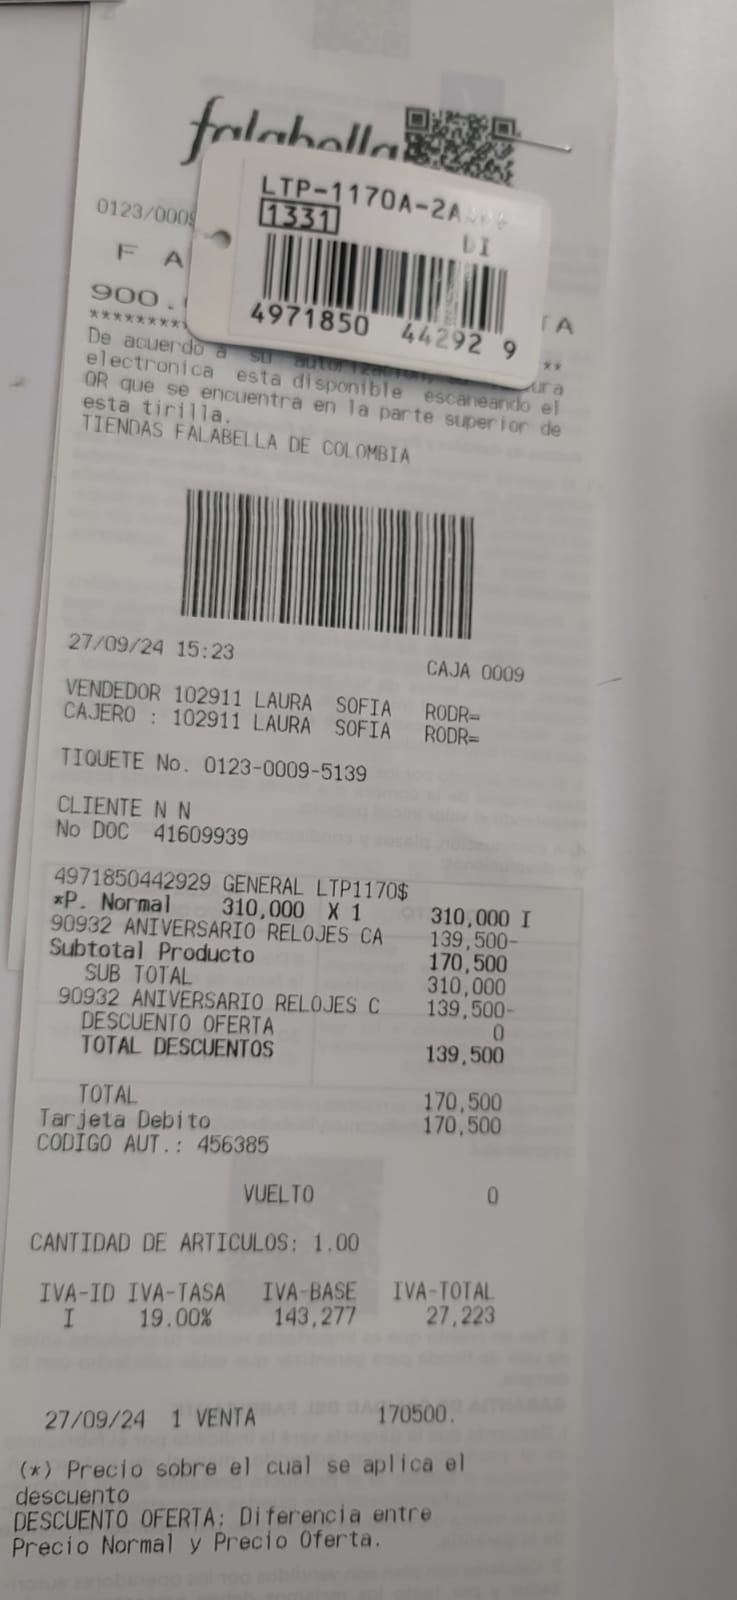 falabella
LTP-1170A-2A
1331
DI
4971850 44292 9
0123/0009
F A
TA
900.
********
**
De acuerdo a su autorización,
electronica esta disponible escaneando el
QR que se encuentra en la parte superior de
esta tirilla.
TIENDAS FALABELLA DE COLOMBIA
27/09/24 15:23
CAJA 0009
VENDEDOR 102911 LAURA SOFIA RODR=
CAJERO : 102911 LAURA SOFIA RODR=
TIQUETE No. 0123-0009-5139
CLIENTE N N
No DOC 41609939
4971850442929 GENERAL LTP1170$
*P. Normal 310,000 X 1 310,000 I
90932 ANIVERSARIO RELOJES CA 139,500-
Subtotal Producto 170,500
SUB TOTAL 310,000
90932 ANIVERSARIO RELOJES C 139,500-
DESCUENTO OFERTA 0
TOTAL DESCUENTOS 139,500
TOTAL 170,500
Tarjeta Debito 170,500
CODIGO AUT.: 456385
VUELTO 0
CANTIDAD DE ARTICULOS: 1.00
IVA-ID IVA-TASA IVA-BASE IVA-TOTAL
I 19.00% 143,277 27,223
27/09/24 1 VENTA 170500.
(*) Precio sobre el cual se aplica el
descuento
DESCUENTO OFERTA: Diferencia entre
Precio Normal y Precio Oferta.